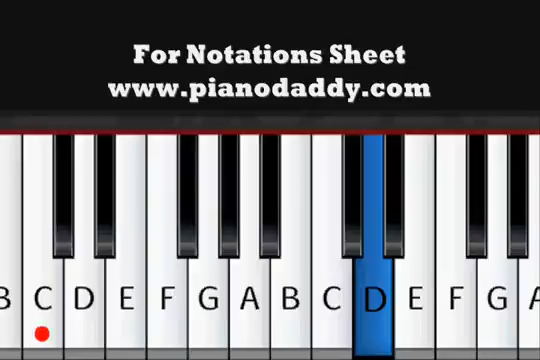 For Notations Sheet
www.pianodaddy.com
B C D E F G A B C D E F G A